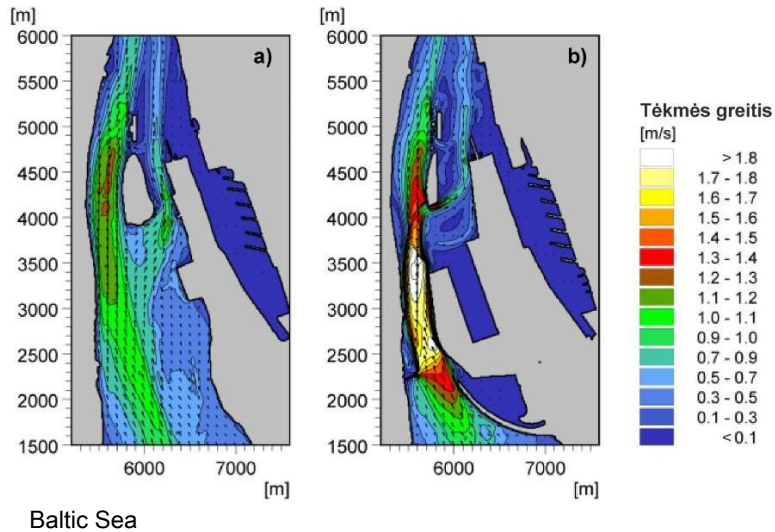 [m]
6000
5500
5000
4500
4000
3500
3000
2500
2000
1500
a)
6000 7000
[m]
[m]
6000
5500
5000
4500
4000
3500
3000
2500
2000
1500
b)
6000 7000
[m]
Tėkmės greitis
[m/s]
> 1.8
1.7 - 1.8
1.6 - 1.7
1.5 - 1.6
1.4 - 1.5
1.3 - 1.4
1.2 - 1.3
1.1 - 1.2
1.0 - 1.1
0.9 - 1.0
0.7 - 0.9
0.5 - 0.7
0.3 - 0.5
0.1 - 0.3
< 0.1
Baltic Sea